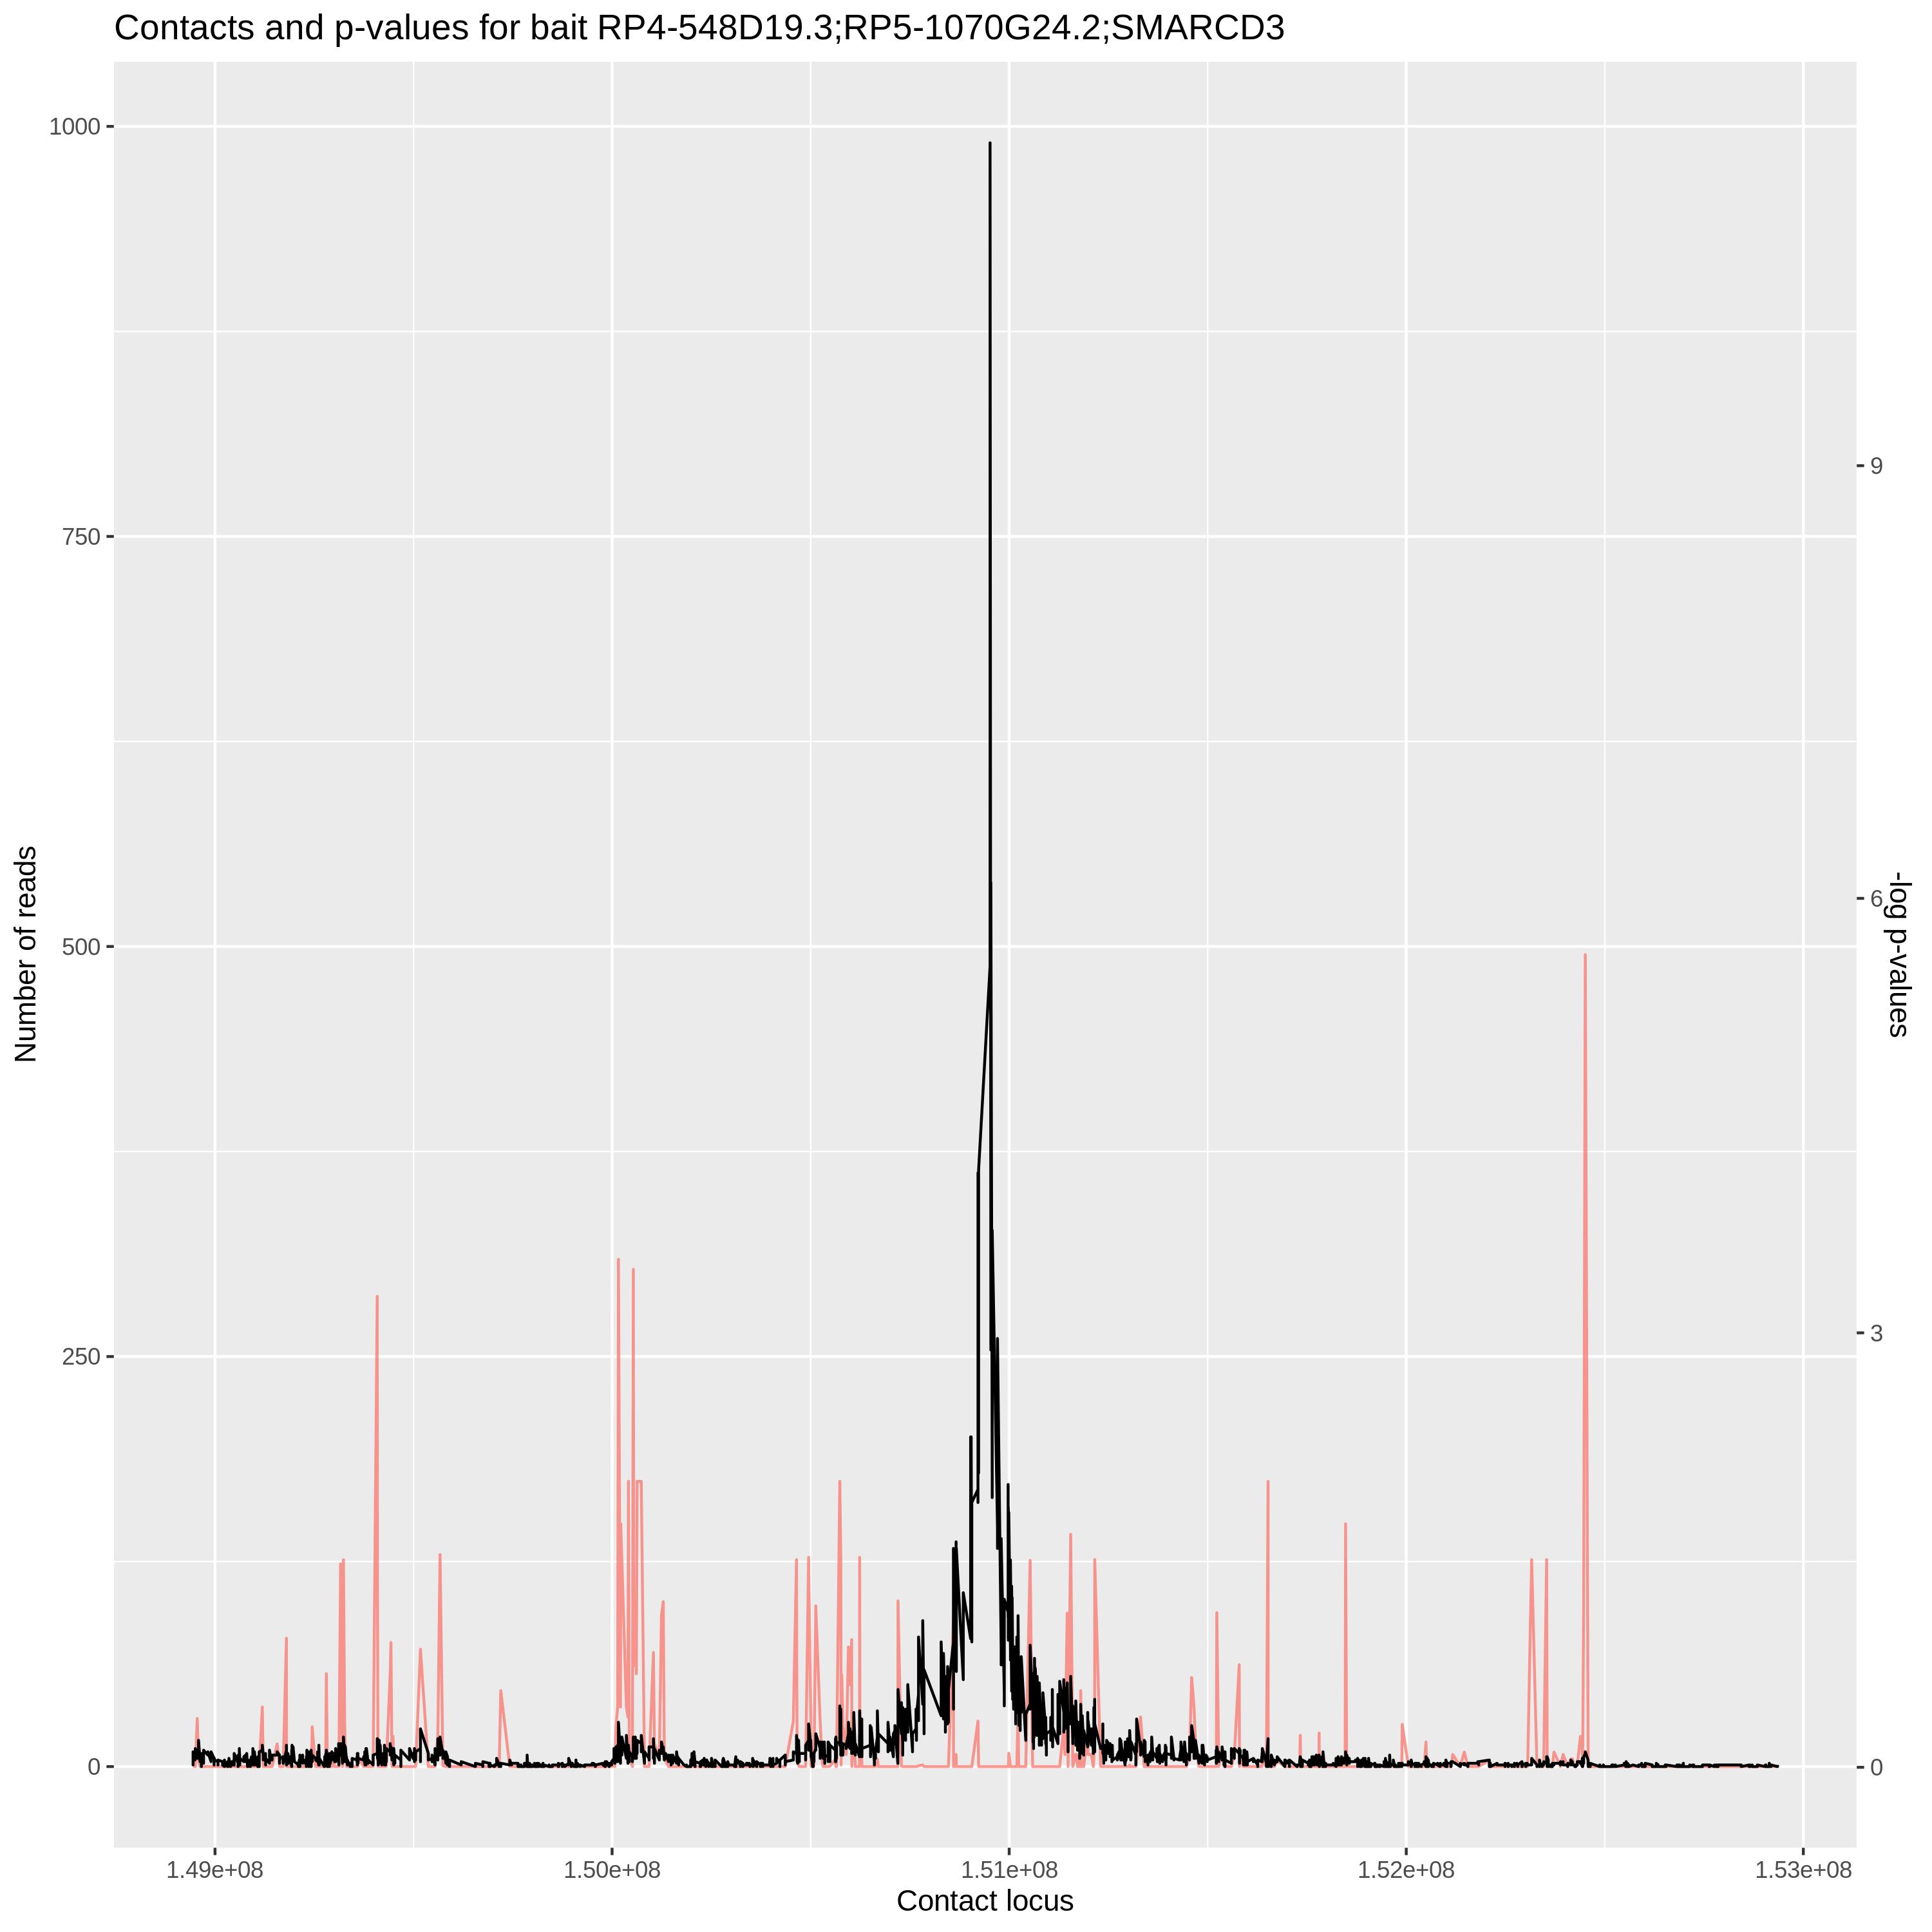 Contacts and p-values for bait RP4-548D19.3;RP5-1070G24.2;SMARCD3
1000
750
500
250
0
Number of reads
9
6
3
0
-log p-values
1.49e+08 1.50e+08 1.51e+08 1.52e+08 1.53e+08
Contact locus